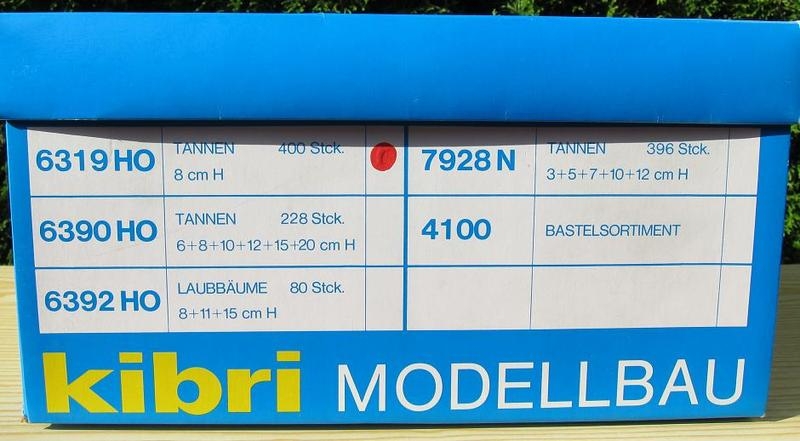 6319 HO TANNEN 400 Stck.
8 cm H
7928 N TANNEN 396 Stck.
3+5+7+10+12 cm H
6390 HO TANNEN 228 Stck.
6+8+10+12+15+20 cm H
4100 BASTELSORTIMENT
6392 HO LAUBBÄUME 80 Stck.
8+11+15 cm H
kibri MODELLBAU